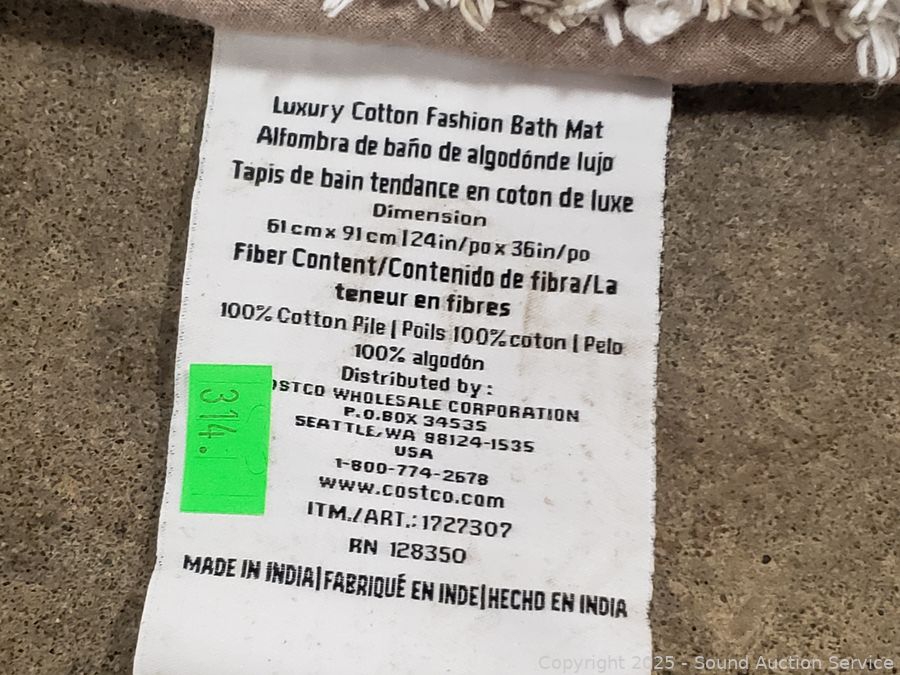 Luxury Cotton Fashion Bath Mat
Alfombra de baño de algodónde lujo
Tapis de bain tendance en coton de luxe
Dimension
61 cm x 91 cm | 24in/po x 36in/po
Fiber Content/Contenido de fibra/La
teneur en fibres
100% Cotton Pile | Poils 100% coton | Pelo
100% algodón
Distributed by :
OSTCO WHOLESALE CORPORATION
P.O.BOX 34535
SEATTLE, WA 98124-1535
USA
1-800-774-2678
www.costco.com
ITM./ART.: 1727307
RN 128350
MADE IN INDIA|FABRIQUÉ EN INDE|HECHO EN INDIA
Copyright © 2025 - Sound Auction Service